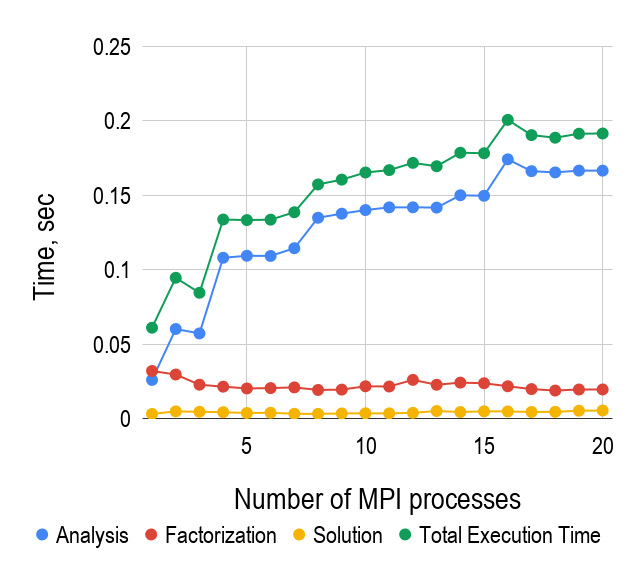 0.25
0.2
0.15
0.1
0.05
0
Time, sec
5 10 15 20
Number of MPI processes
Analysis Factorization Solution Total Execution Time